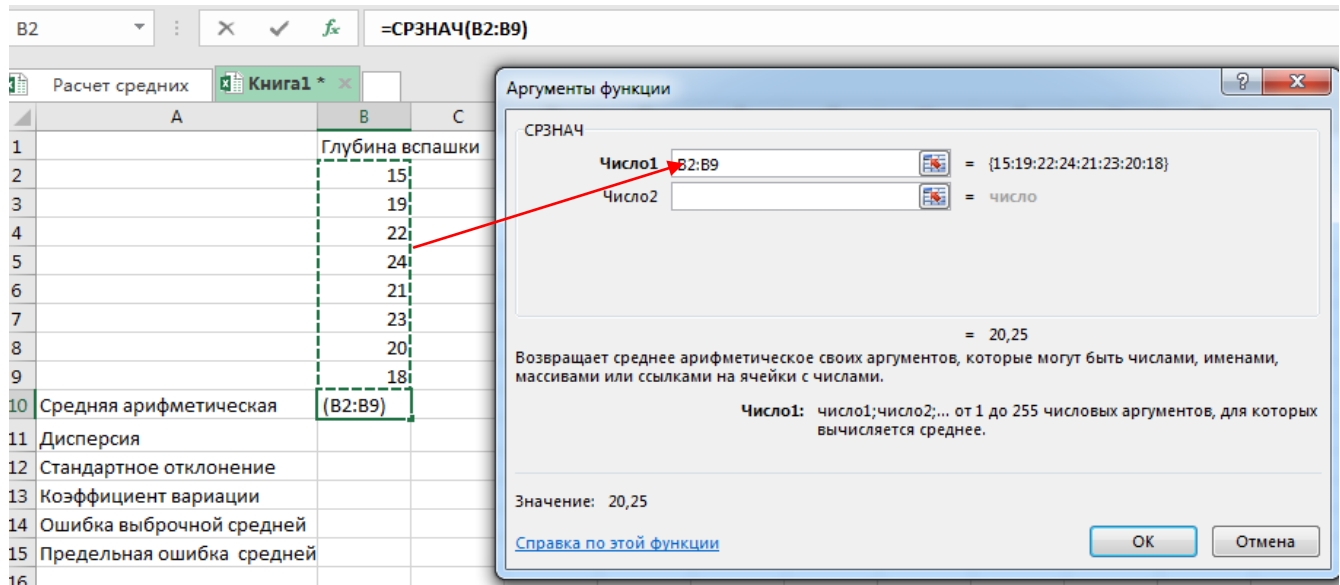 B2 fx =СРЗНАЧ(B2:B9)
Расчет средних Книга1 *
A B C
1 Глубина вспашки
2 15
3 19
4 22
5 24
6 21
7 23
8 20
9 18
10 Средняя арифметическая (B2:B9)
11 Дисперсия
12 Стандартное отклонение
13 Коэффициент вариации
14 Ошибка выброчной средней
15 Предельная ошибка средней
16
Аргументы функции
СРЗНАЧ
Число1 B2:B9 = {15:19:22:24:21:23:20:18}
Число2 = число
= 20,25
Возвращает среднее арифметическое своих аргументов, которые могут быть числами, именами,
массивами или ссылками на ячейки с числами.
Число1: число1;число2;... от 1 до 255 числовых аргументов, для которых
вычисляется среднее.
Значение: 20,25
Справка по этой функции
ОК Отмена